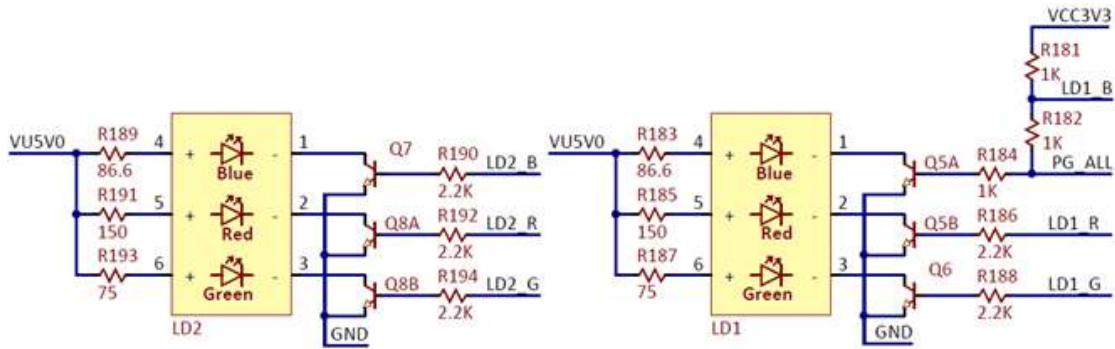 VU5V0
R189
86.6
R191
150
R193
75
4
5
6
+
+
+
Blue
Red
Green
-
-
-
1
2
3
LD2
Q7
Q8A
Q8B
R190
2.2K
R192
2.2K
R194
2.2K
LD2_B
LD2_R
LD2_G
GND
VU5V0
R183
86.6
R185
150
R187
75
4
5
6
+
+
+
Blue
Red
Green
-
-
-
1
2
3
LD1
Q5A
Q5B
Q6
R184
1K
R186
2.2K
R188
2.2K
VCC3V3
R181
1K
LD1_B
R182
1K
PG_ALL
LD1_R
LD1_G
GND